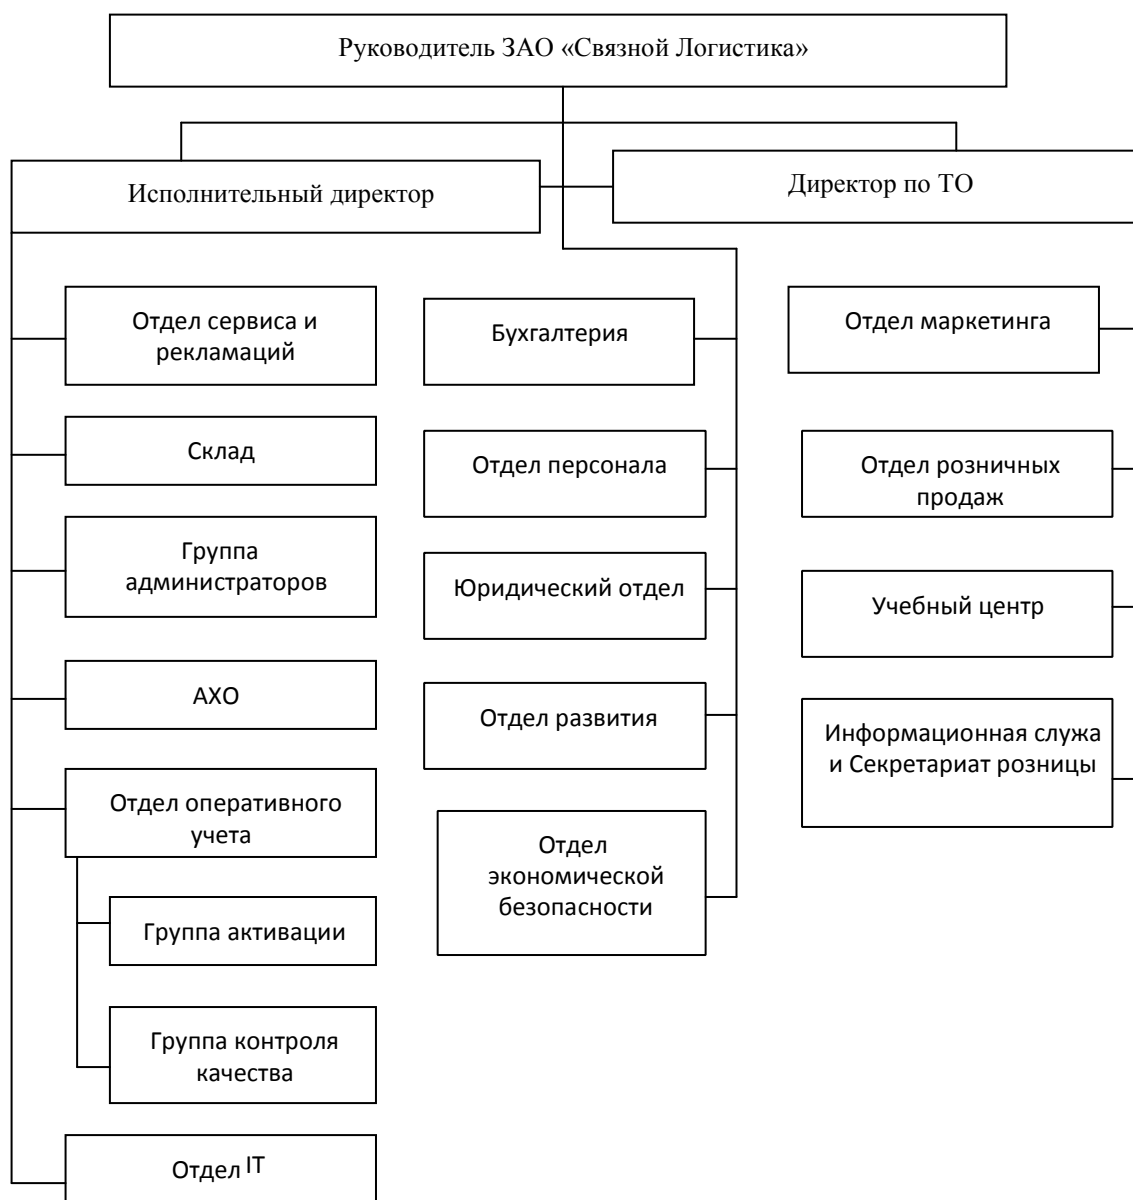 Руководитель ЗАО «Связной Логистика»
Исполнительный директор
Директор по ТО
Отдел сервиса и
рекламаций
Склад
Группа
администраторов
АХО
Отдел оперативного
учета
Группа активации
Группа контроля
качества
Отдел IT
Бухгалтерия
Отдел персонала
Юридический отдел
Отдел развития
Отдел
экономической
безопасности
Отдел маркетинга
Отдел розничных
продаж
Учебный центр
Информационная служа
и Секретариат розницы